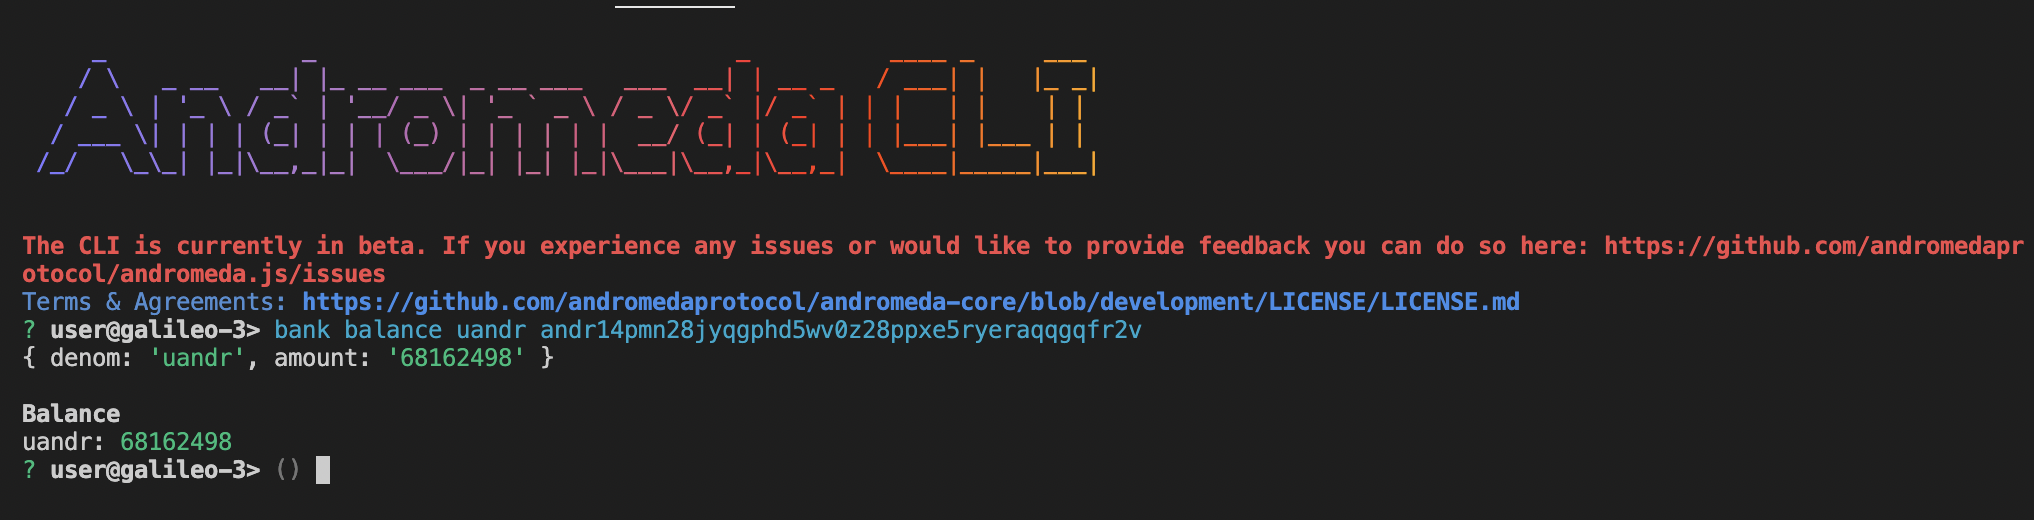 Andromeda CLI
The CLI is currently in beta. If you experience any issues or would like to provide feedback you can do so here: https://github.com/andromedapr
otocol/andromeda.js/issues
Terms & Agreements: https://github.com/andromedaprotocol/andromeda-core/blob/development/LICENSE/LICENSE.md
? user@galileo-3> bank balance uandr andr14pmn28jyqgphd5wv0z28ppxe5ryeraqqgqfr2v
{ denom: 'uandr', amount: '68162498' }
Balance
uandr: 68162498
? user@galileo-3> ()